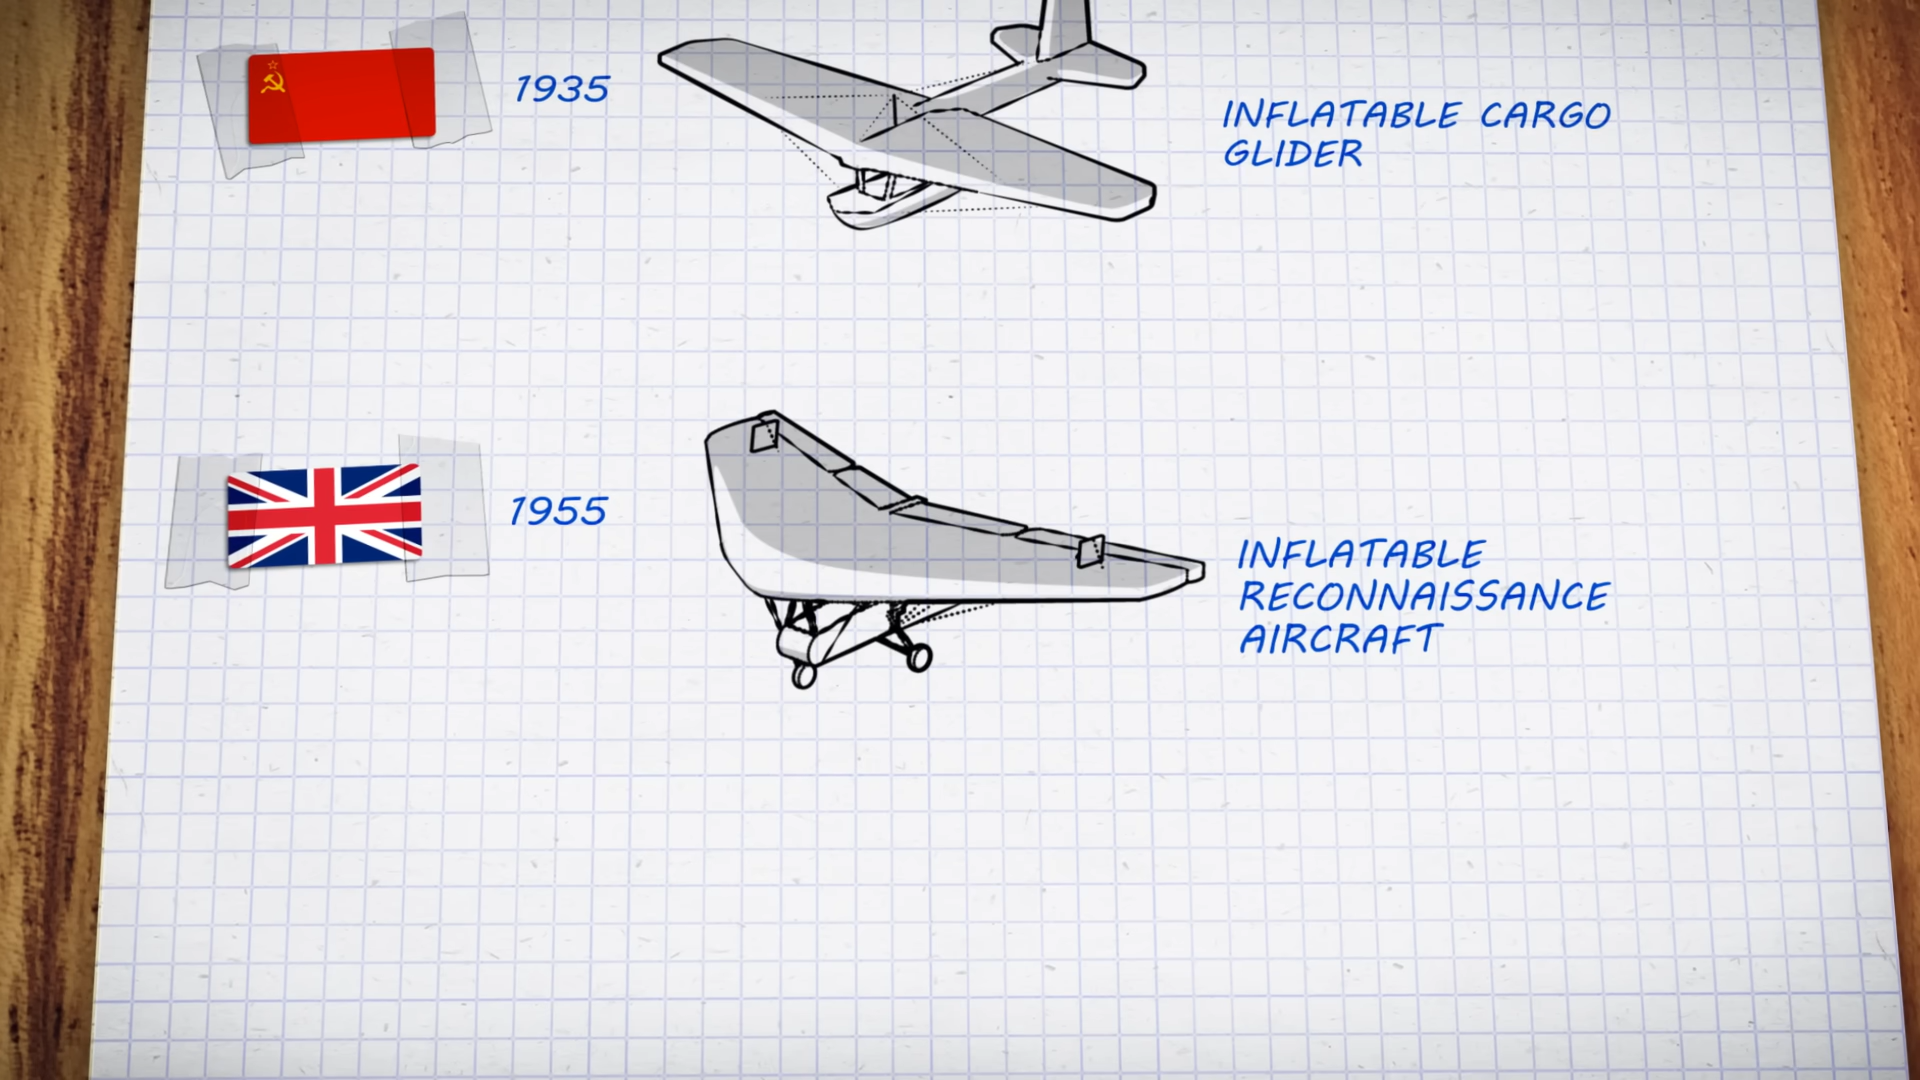 1935
INFLATABLE CARGO
GLIDER
1955
INFLATABLE
RECONNAISSANCE
AIRCRAFT